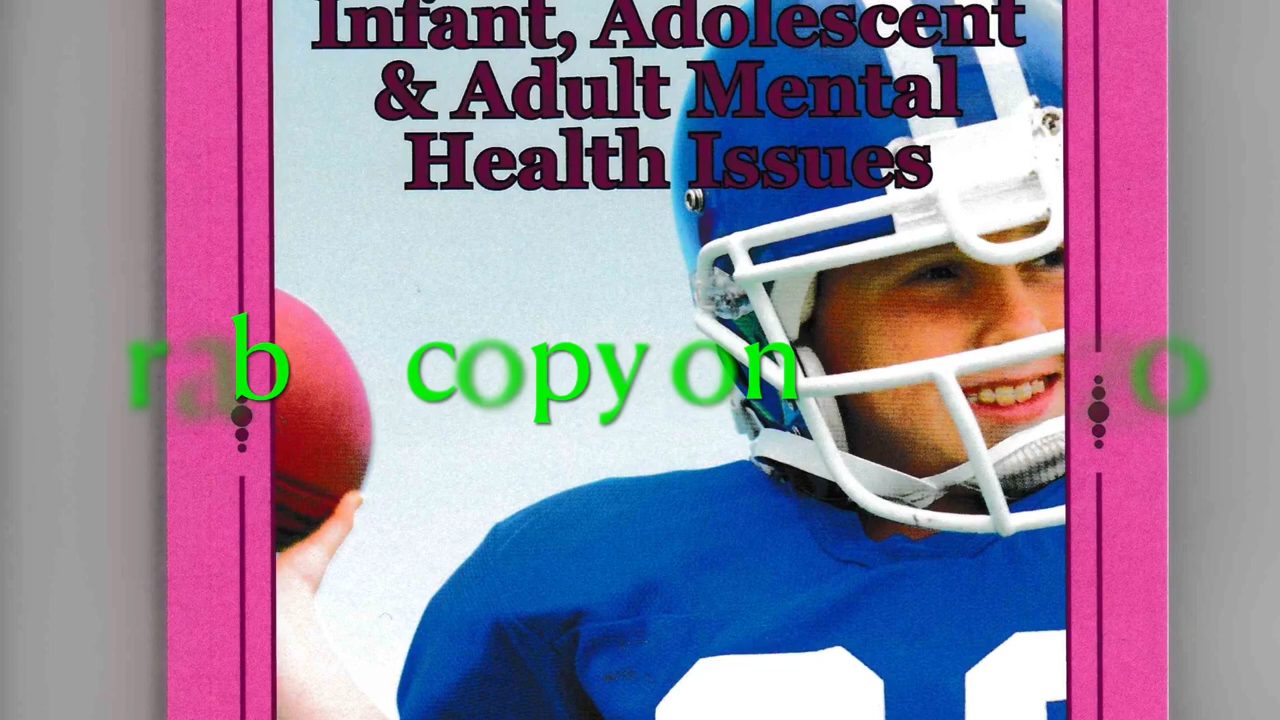 Infant, Adolescent
& Adult Mental
Health Issues
copy on